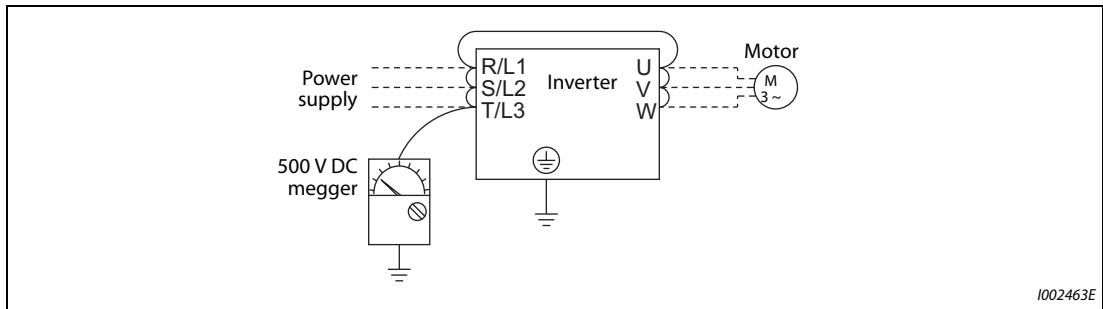 Motor
R/L1
U
Power
supply
S/L2
Inverter
V
M
3 ~
T/L3
W
500 V DC
megger
I002463E